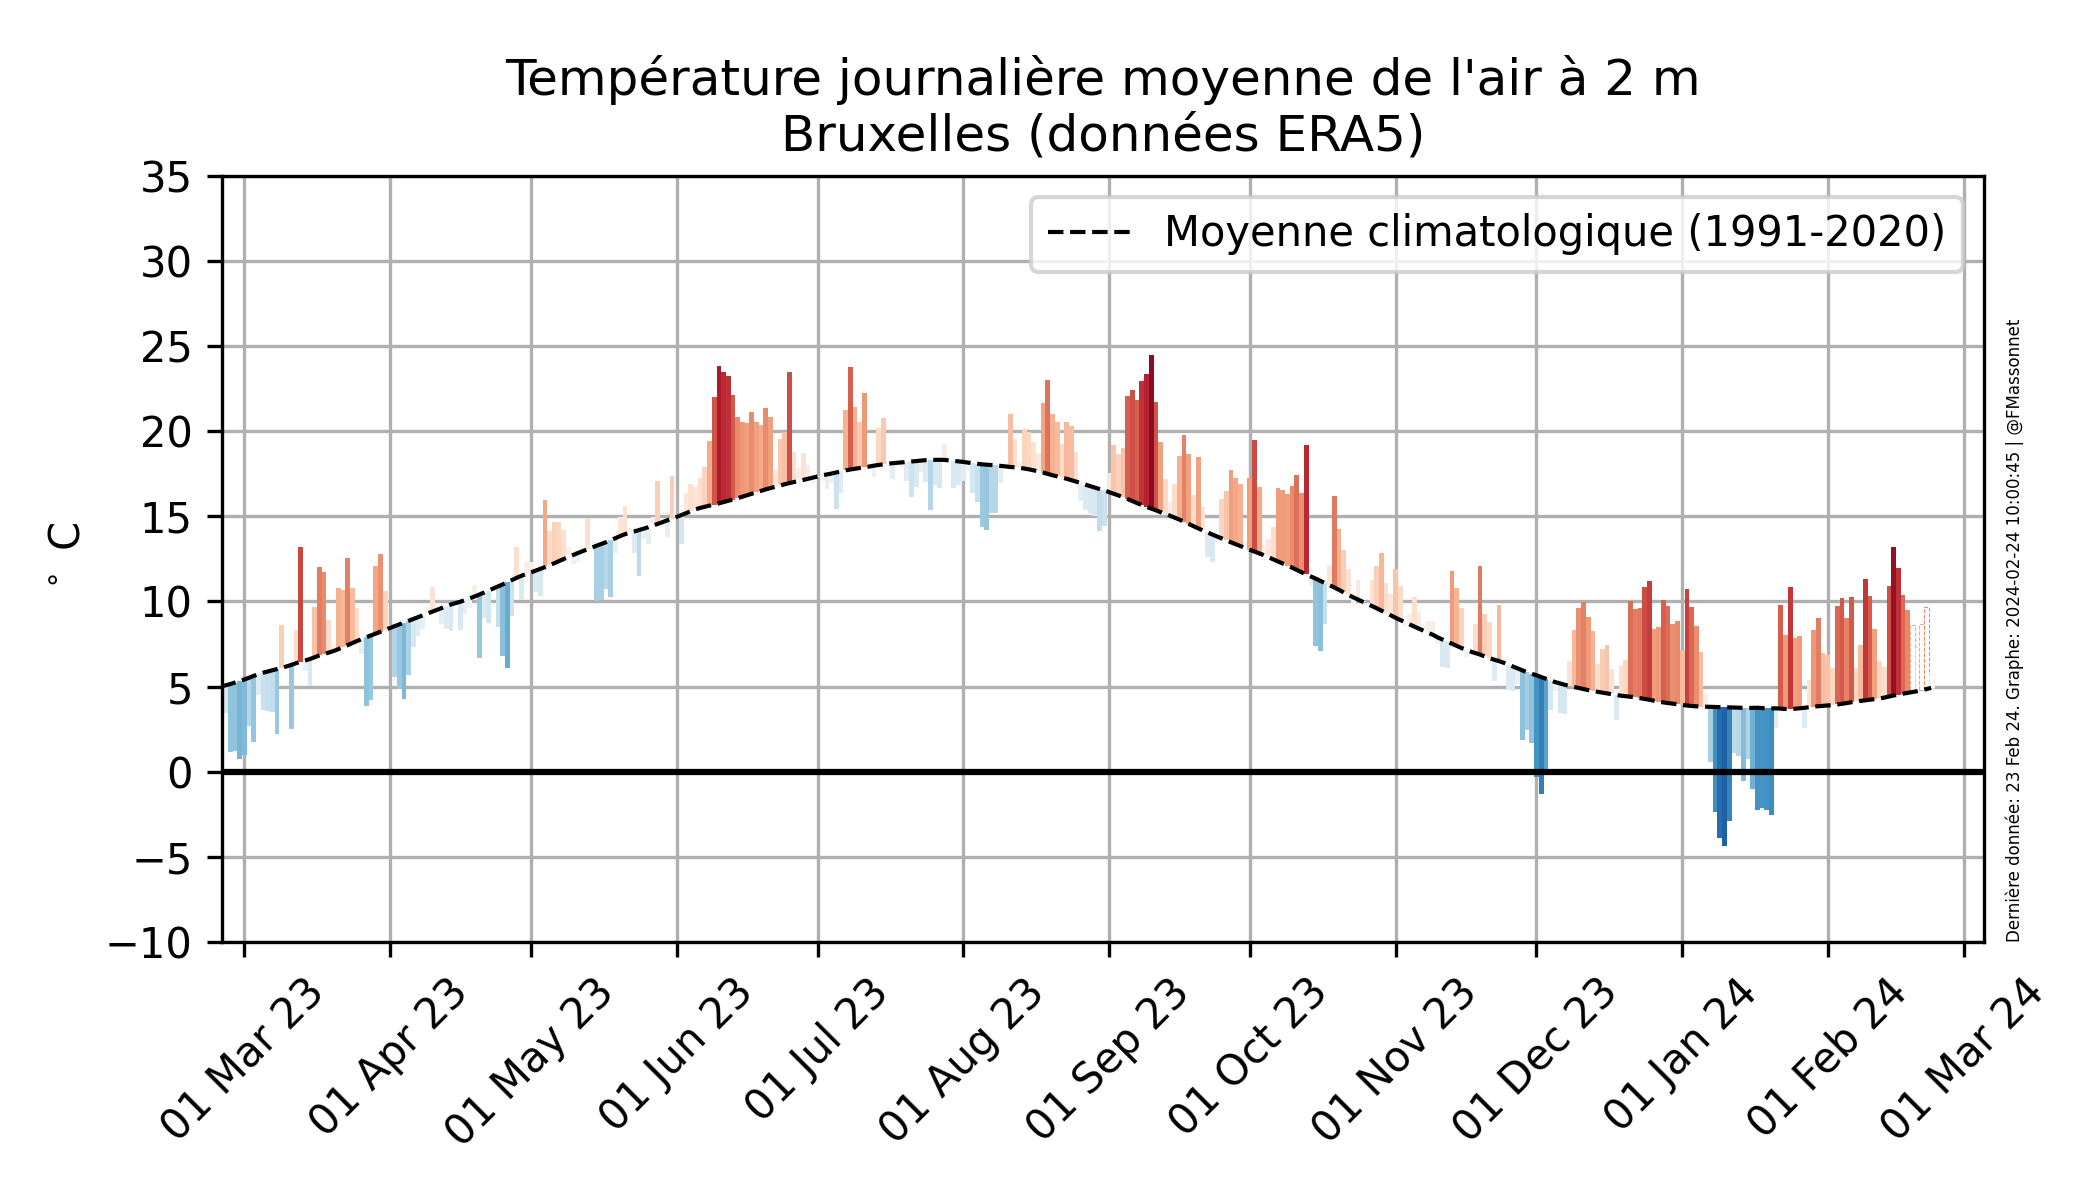 Température journalière moyenne de l'air à 2 m
Bruxelles (données ERA5)
Moyenne climatologique (1991-2020)
° C
35
30
25
20
15
10
5
0
−5
−10
01 Mar 23
01 Apr 23
01 May 23
01 Jun 23
01 Jul 23
01 Aug 23
01 Sep 23
01 Oct 23
01 Nov 23
01 Dec 23
01 Jan 24
01 Feb 24
01 Mar 24
Dernière donnée: 23 Feb 24. Graphe: 2024-02-24 10:00:45 | @FMassonnet